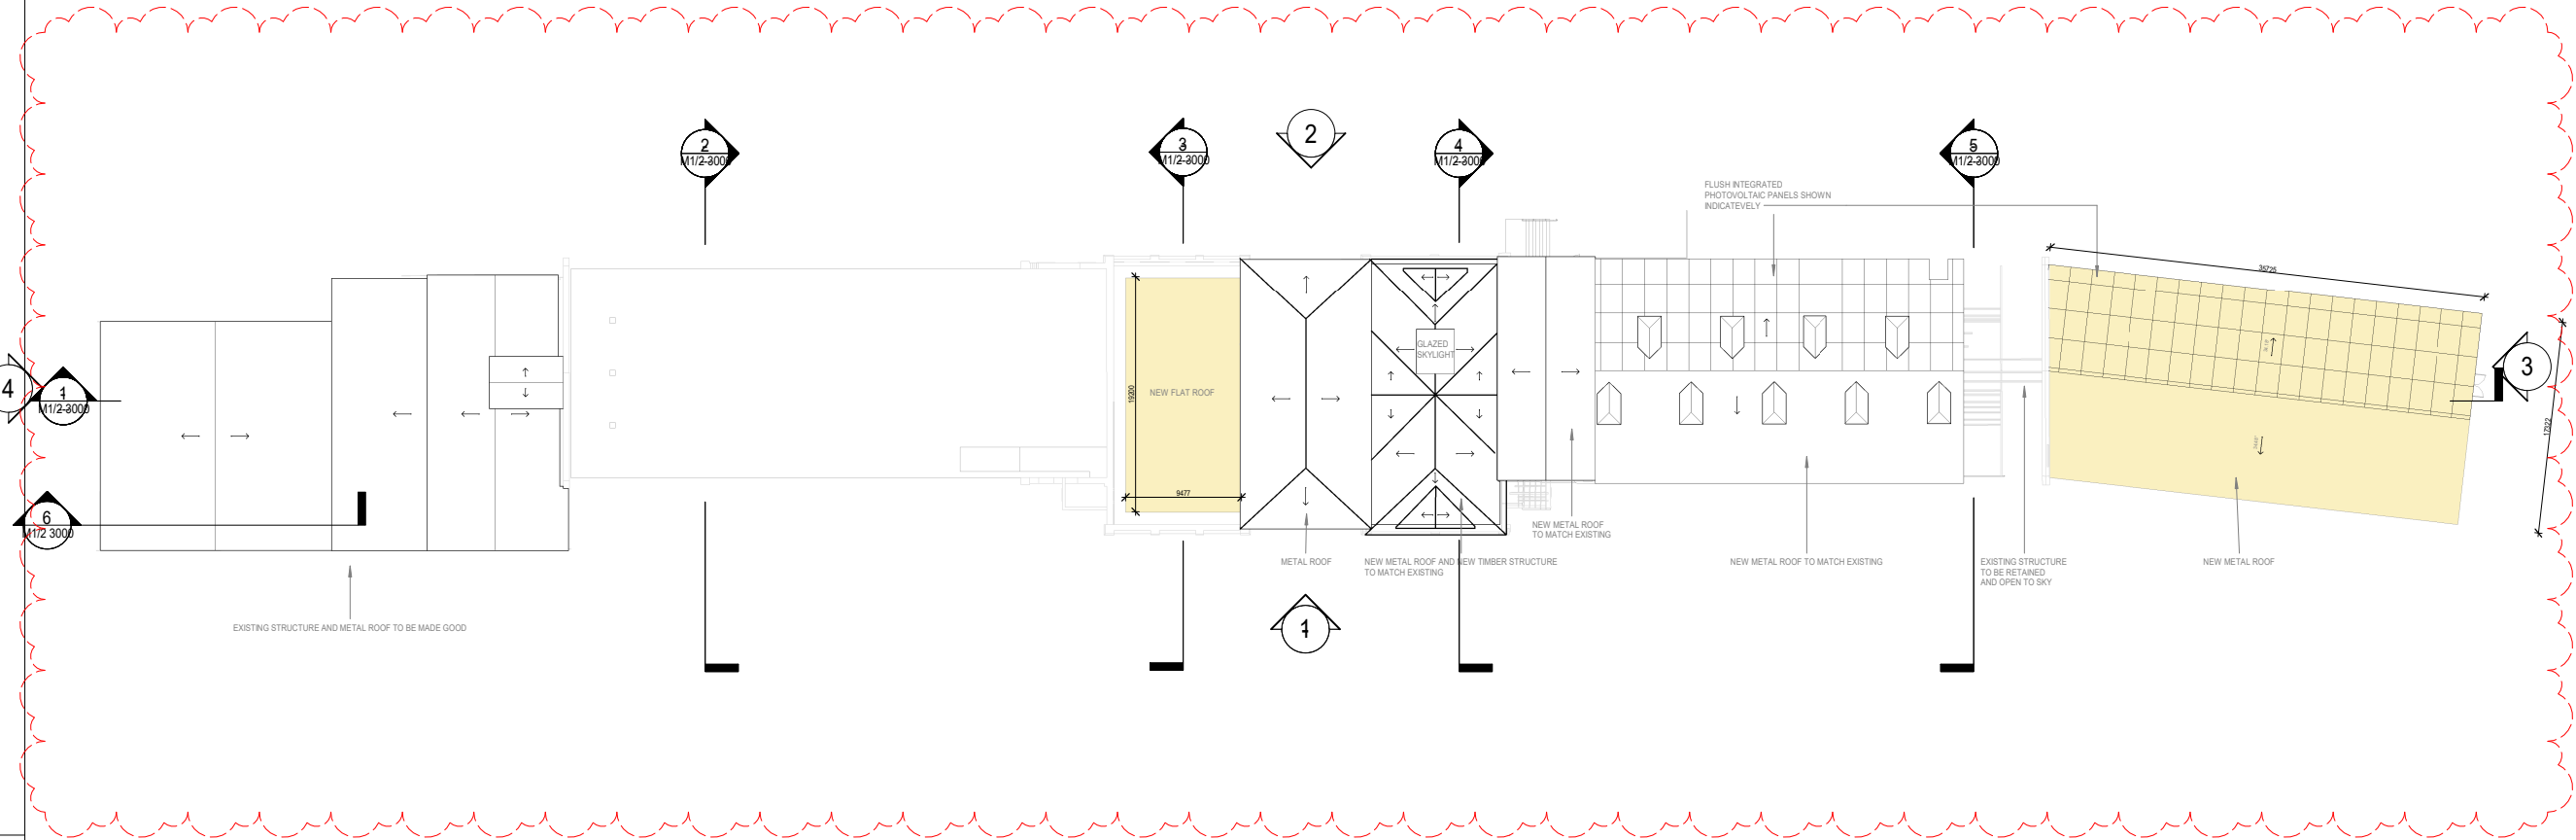 2
M1/2-3000
3
M1/2-3000
2
4
M1/2-3000
5
M1/2-3000
FLUSH INTEGRATED
PHOTOVOLTAIC PANELS SHOWN
INDICATEVELY
35725
4
1
M1/2-3000
19200
NEW FLAT ROOF
GLAZED
SKYLIGHT
3
17322
9477
6
M1/2 3000
NEW METAL ROOF
TO MATCH EXISTING
METAL ROOF
NEW METAL ROOF AND NEW TIMBER STRUCTURE
TO MATCH EXISTING
NEW METAL ROOF TO MATCH EXISTING
EXISTING STRUCTURE
TO BE RETAINED
AND OPEN TO SKY
NEW METAL ROOF
EXISTING STRUCTURE AND METAL ROOF TO BE MADE GOOD
1